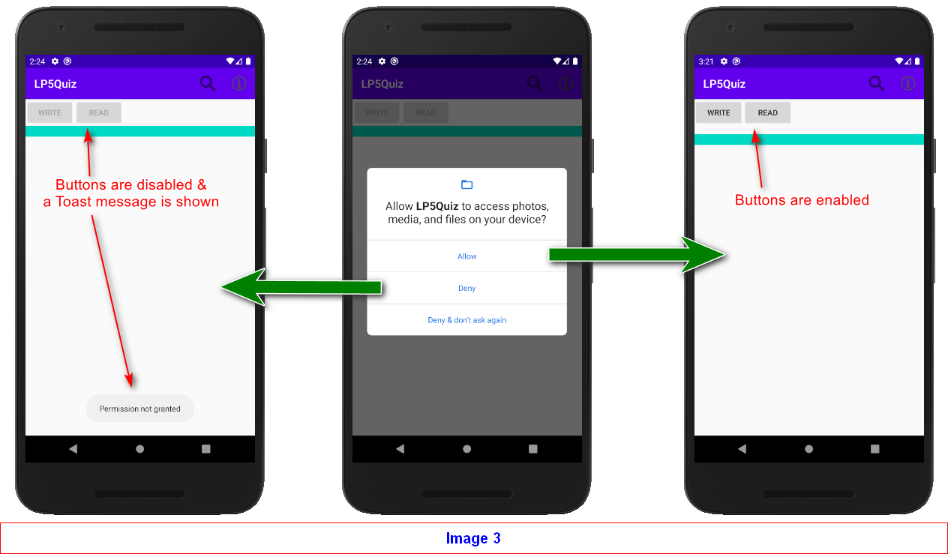 2:24
LP5Quiz
WRITE READ
Buttons are disabled &
a Toast message is shown
Permission not granted
2:24
LP5Quiz
WRITE READ
Allow LP5Quiz to access photos,
media, and files on your device?
Allow
Deny
Deny & don't ask again
3:21
LP5Quiz
WRITE READ
Buttons are enabled
Image 3